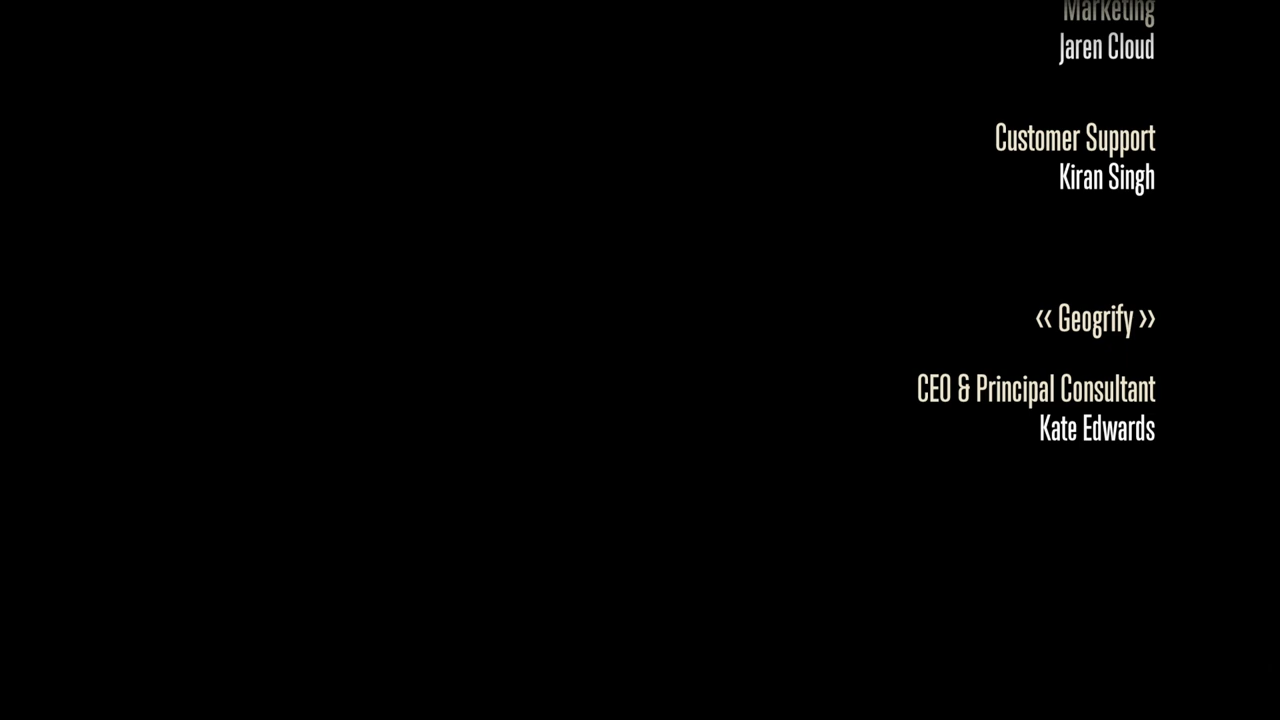 Marketing
Jaren Cloud
Customer Support
Kiran Singh
‹‹ Geogrify ››
CEO & Principal Consultant
Kate Edwards